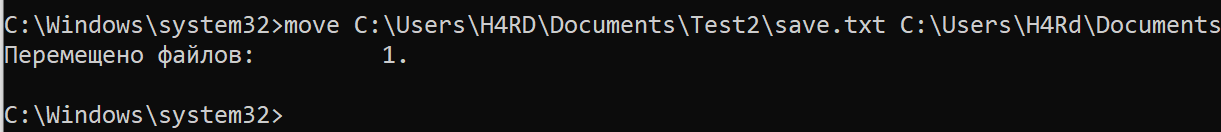 C:\Windows\system32>move C:\Users\H4RD\Documents\Test2\save.txt C:\Users\H4Rd\Documents
Перемещено файлов:         1.
C:\Windows\system32>